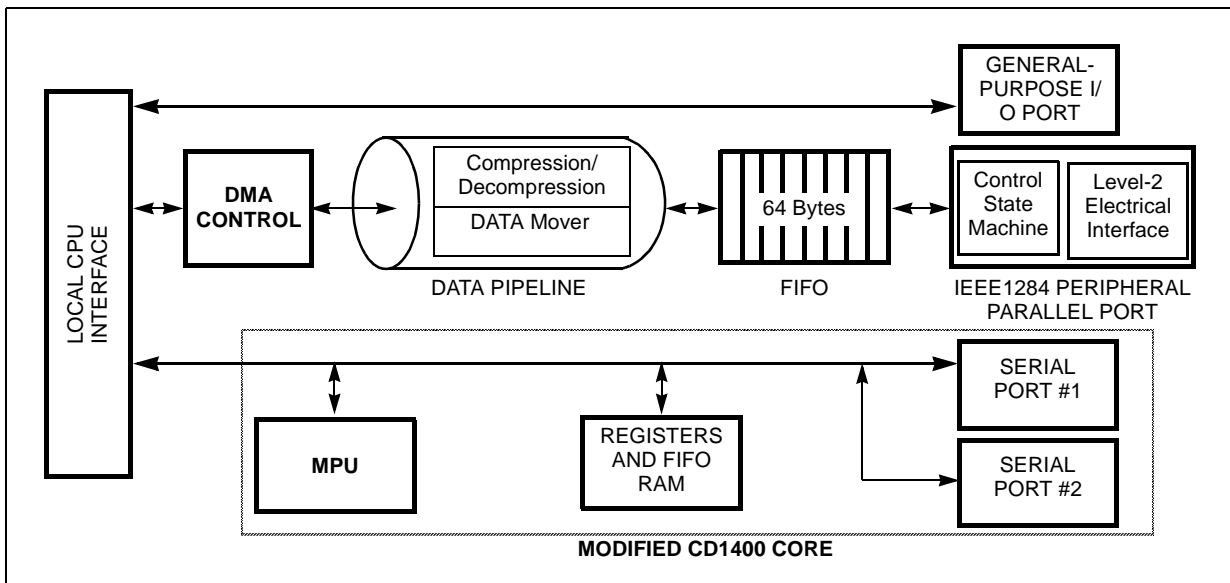 GENERAL-
PURPOSE I/
O PORT
LOCAL CPU
INTERFACE
DMA
CONTROL
Compression/
Decompression
DATA Mover
DATA PIPELINE
64 Bytes
FIFO
Control
State
Machine
Level-2
Electrical
Interface
IEEE1284 PERIPHERAL
PARALLEL PORT
MPU
REGISTERS
AND FIFO
RAM
SERIAL
PORT #1
SERIAL
PORT #2
MODIFIED CD1400 CORE